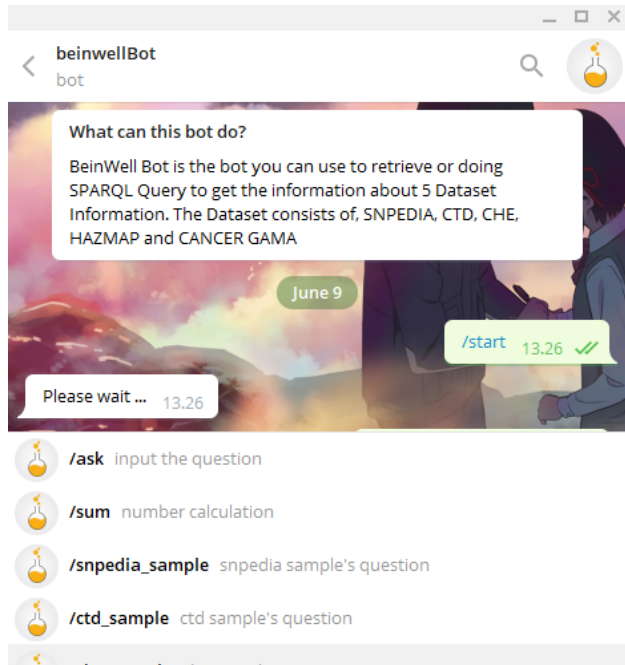 beinwellBot
bot
What can this bot do?
BeinWell Bot is the bot you can use to retrieve or doing
SPARQL Query to get the information about 5 Dataset
Information. The Dataset consists of, SNPEDIA, CTD, CHE,
HAZMAP and CANCER GAMA
June 9
/start 13.26
Please wait ... 13.26
/ask input the question
/sum number calculation
/snpedia_sample snpedia sample's question
/ctd_sample ctd sample's question